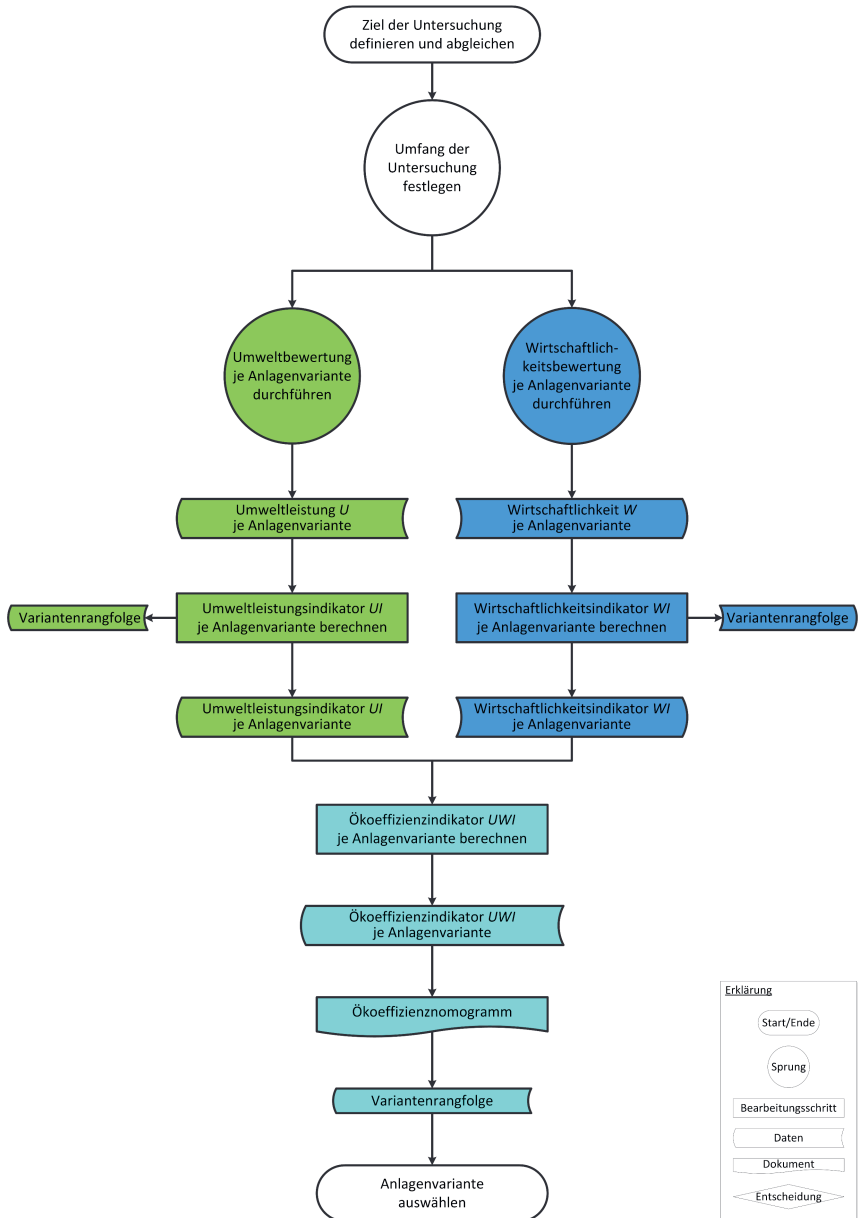 Ziel der Untersuchung
definieren und abgleichen
Umfang der
Untersuchung
festlegen
Umweltbewertung
je Anlagenvariante
durchführen
Wirtschaftlich-
keitsbewertung
je Anlagenvariante
durchführen
Umweltleistung U
je Anlagenvariante
Wirtschaftlichkeit W
je Anlagenvariante
Variantenrangfolge
Umweltleistungsindikator UI
je Anlagenvariante berechnen
Wirtschaftlichkeitsindikator WI
je Anlagenvariante berechnen
Variantenrangfolge
Umweltleistungsindikator UI
je Anlagenvariante
Wirtschaftlichkeitsindikator WI
je Anlagenvariante
Ökoeffizienzindikator UWI
je Anlagenvariante berechnen
Ökoeffizienzindikator UWI
je Anlagenvariante
Ökoeffizienznomogramm
Variantenrangfolge
Anlagenvariante
auswählen
Erklärung
Start/Ende
Sprung
Bearbeitungsschritt
Daten
Dokument
Entscheidung